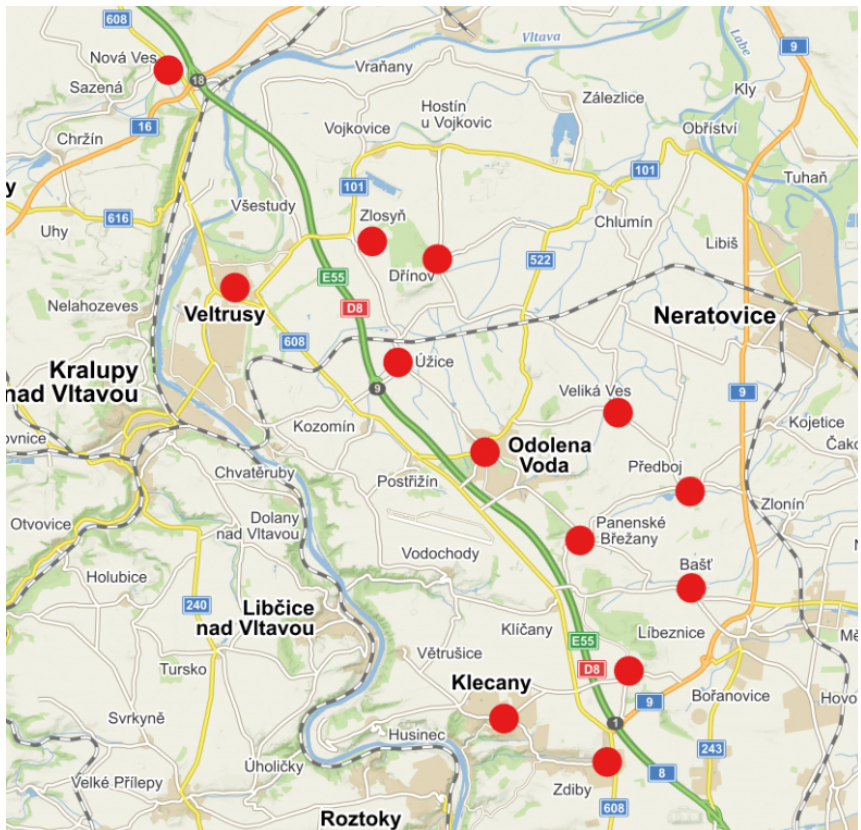 608
9
Vltava
Labe
Nová Ves
Vraňany
18
Sazená
Hostín
u Vojkovic
Zálezlice
Kly
16
Vojkovice
Chržín
Obříství
y
101
101
Tuhaň
Všestudy
616
Zlosyň
Chlumín
Uhy
Libiš
522
E55
Dřínov
D8
Nelahozeves
Veltrusy
Neratovice
608
Úžice
Kralupy
nad Vltavou
9
Veliká Ves
9
Kojetice
ovnice
Kozomín
Odolena
Voda
Čako
Chvatěruby
Předboj
Postřižín
Zlonín
Otvovice
Dolany
nad Vltavou
Panenské
Břežany
N
Vodochody
Bašť
Holubice
240
Libčice
nad Vltavou
Klíčany
E55
Líbeznice
Mě
Větrušice
Tursko
D8
Klecany
9
Bořanovice
Hovo
Svrkyně
1
Husinec
243
Úholičky
8
Velké Přílepy
Zdiby
Roztoky
608